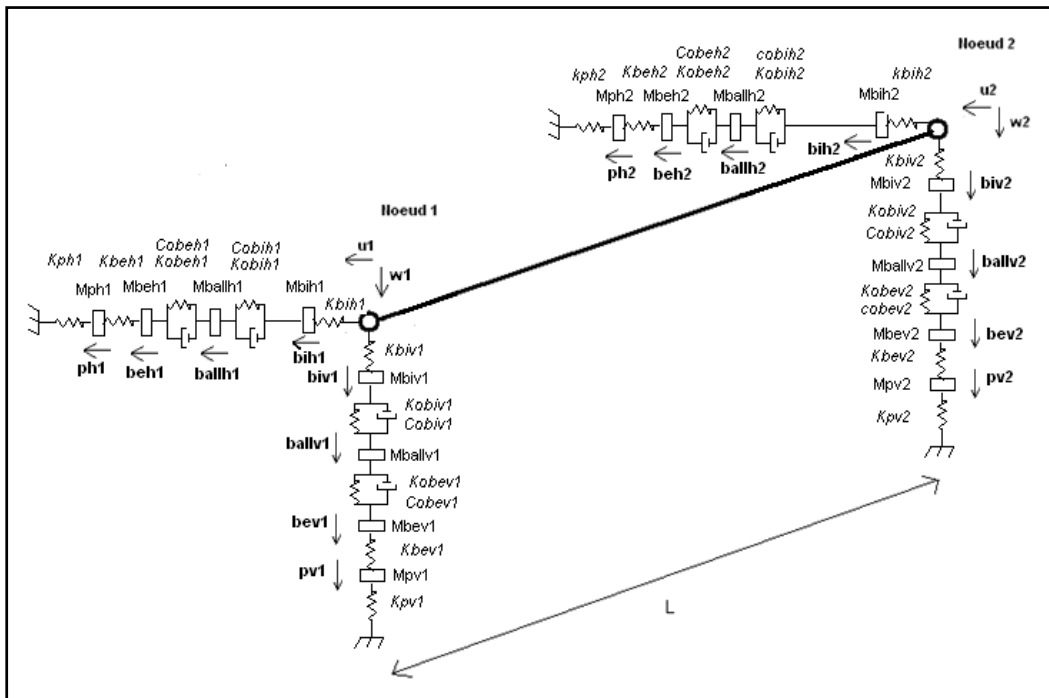 Noeud 2
Cobeh2 cobih2
kph2 Kbeh2 Kobeh2 Kobih2 kbih2
Mph2 Mbeh2 Mballh2 Mbih2
u2
w2
bih2
ph2 beh2 ballh2
Kbiv2
Mbiv2 biv2
Kobiv2
Cobiv2
Mballv2 ballv2
Kobev2
cobev2
Mbev2 bev2
Kbev2
Mpv2 pv2
Kpv2
Noeud 1
Cobeh1 Cobih1
Kph1 Kbeh1 Kobeh1 Kobih1
u1
w1
Mph1 Mbeh1 Mballh1 Mbih1
Kbih1
ph1 beh1 ballh1 bih1
Kbiv1
biv1 Mbiv1
Kobiv1
Cobiv1
ballv1 Mballv1
Kobev1
Cobev1
bev1 Mbev1
Kbev1
pv1 Mpv1
Kpv1
L